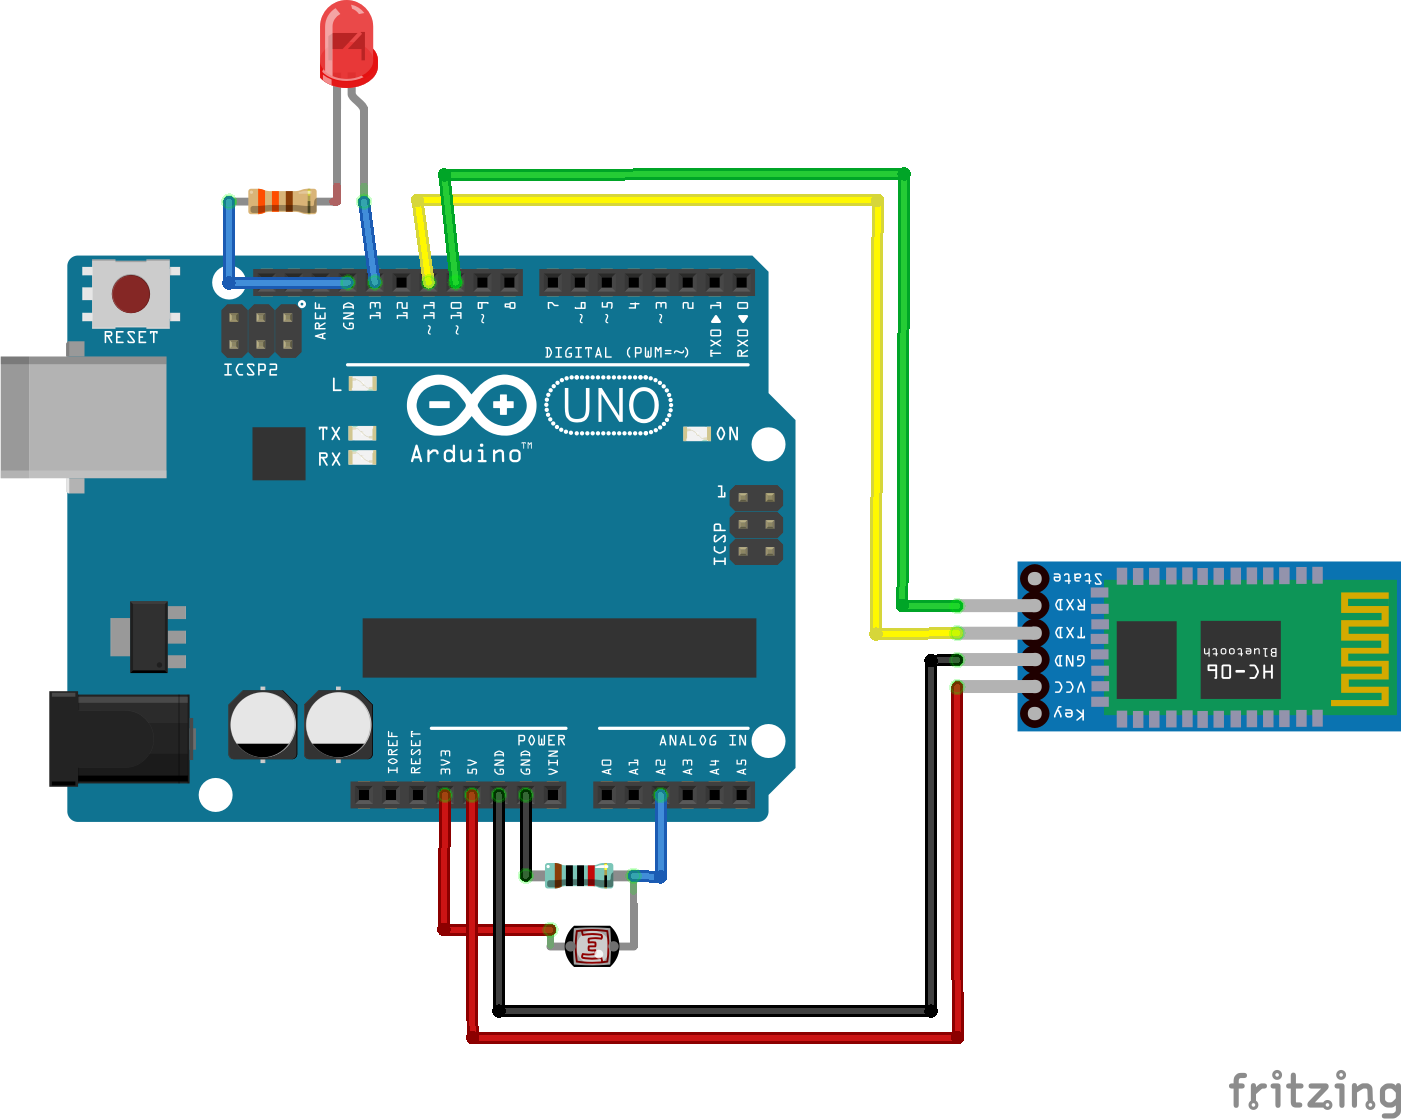 RESET
ICSP2
AREF
GND
13
12
~11
~10
~9
8
7
~6
~5
4
~3
2
TX0▶1
RX0◀0
DIGITAL (PWM=~)
L
TX
RX
UNO
Arduino™
ON
1
ICSP
POWER
ANALOG IN
IOREF
RESET
3V3
5V
GND
GND
VIN
A0
A1
A2
A3
A4
A5
State
RXD
TXD
GND
VCC
Key
Bluetooth
HC-06
fritzing